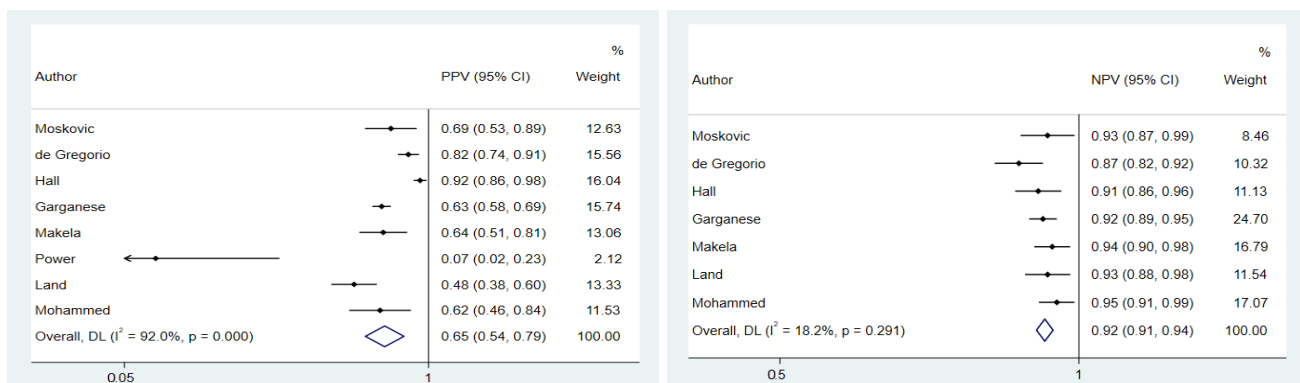 %
Author PPV (95% CI) Weight
Moskovic 0.69 (0.53, 0.89) 12.63
de Gregorio 0.82 (0.74, 0.91) 15.56
Hall 0.92 (0.86, 0.98) 16.04
Garganese 0.63 (0.58, 0.69) 15.74
Makela 0.64 (0.51, 0.81) 13.06
Power 0.07 (0.02, 0.23) 2.12
Land 0.48 (0.38, 0.60) 13.33
Mohammed 0.62 (0.46, 0.84) 11.53
Overall, DL (I² = 92.0%, p = 0.000) 0.65 (0.54, 0.79) 100.00
0.05 1
%
Author NPV (95% CI) Weight
Moskovic 0.93 (0.87, 0.99) 8.46
de Gregorio 0.87 (0.82, 0.92) 10.32
Hall 0.91 (0.86, 0.96) 11.13
Garganese 0.92 (0.89, 0.95) 24.70
Makela 0.94 (0.90, 0.98) 16.79
Land 0.93 (0.88, 0.98) 11.54
Mohammed 0.95 (0.91, 0.99) 17.07
Overall, DL (I² = 18.2%, p = 0.291) 0.92 (0.91, 0.94) 100.00
0.5 1